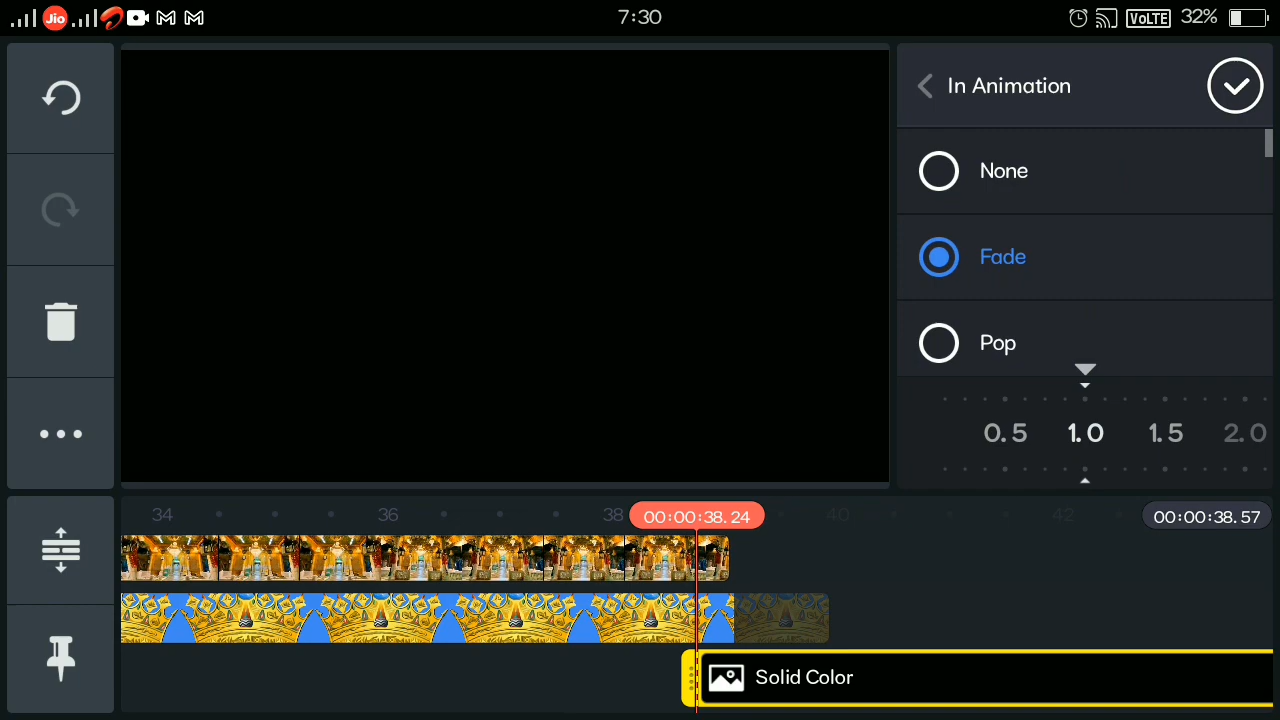 Jio 7:30 VoLTE 32%
In Animation
None
Fade
Pop
0.5 1.0 1.5 2.0
34 36 38 00:00:38.24 40 42 00:00:38.57
Solid Color